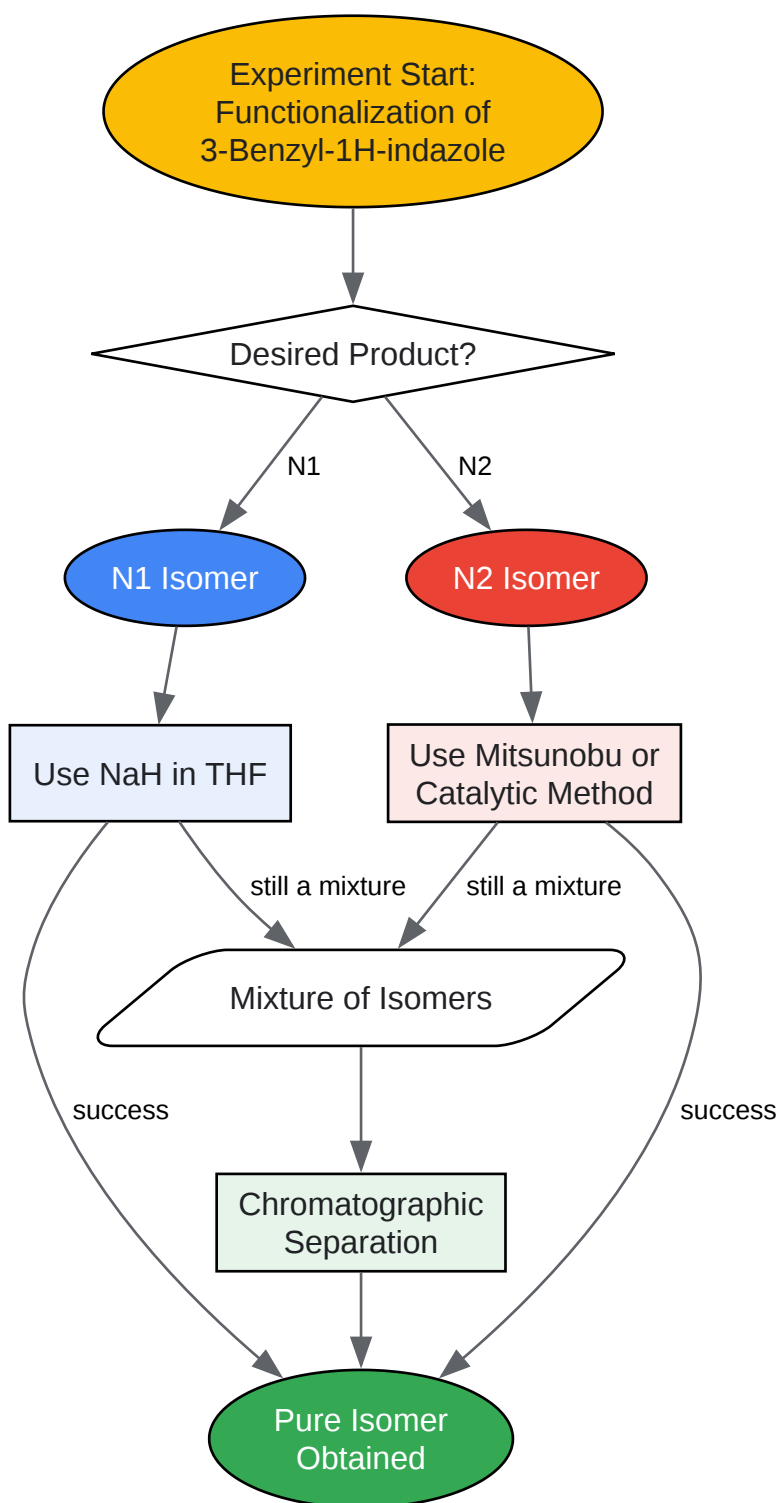 Experiment Start:
Functionalization of
3-Benzyl-1H-indazole
Desired Product?
N1
N2
N1 Isomer
N2 Isomer
Use NaH in THF
Use Mitsunobu or
Catalytic Method
still a mixture
still a mixture
Mixture of Isomers
success
success
Chromatographic
Separation
Pure Isomer
Obtained